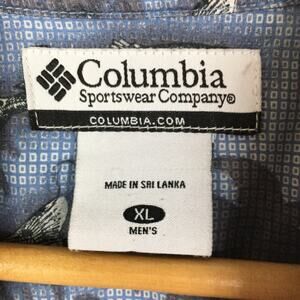 Columbia
Sportswear Company®
COLUMBIA.COM
MADE IN SRI LANKA
XL
MEN'S